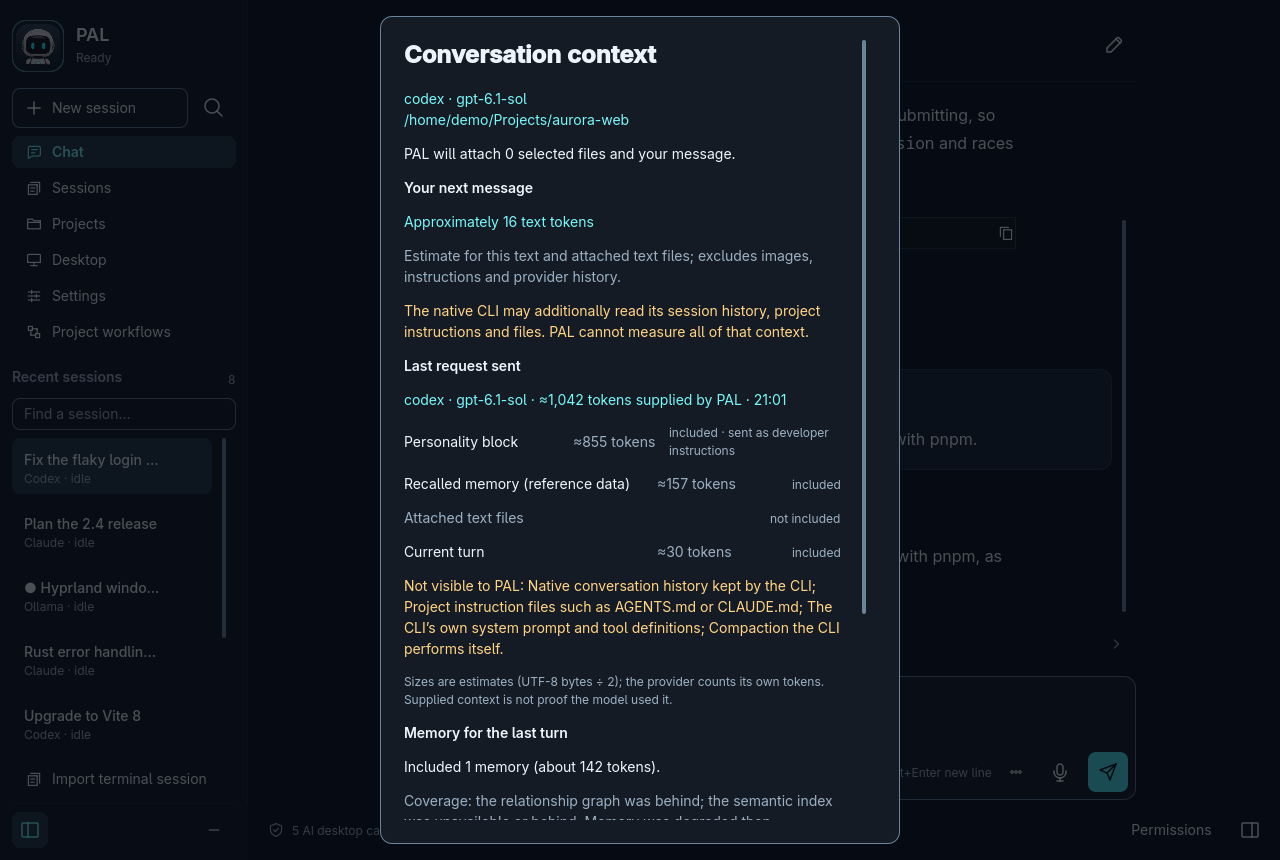 PAL
Ready
New session
Chat
Sessions
Projects
Desktop
Settings
Project workflows
Recent sessions 8
Find a session...
Fix the flaky login ...
Codex · idle
Plan the 2.4 release
Claude · idle
Hyprland windo...
Ollama · idle
Rust error handlin...
Claude · idle
Upgrade to Vite 8
Codex · idle
Import terminal session
Conversation context
codex · gpt-6.1-sol
/home/demo/Projects/aurora-web
PAL will attach 0 selected files and your message.
Your next message
Approximately 16 text tokens
Estimate for this text and attached text files; excludes images,
instructions and provider history.
The native CLI may additionally read its session history, project
instructions and files. PAL cannot measure all of that context.
Last request sent
codex · gpt-6.1-sol · ≈1,042 tokens supplied by PAL · 21:01
Personality block ≈855 tokens included · sent as developer
instructions
Recalled memory (reference data) ≈157 tokens included
Attached text files not included
Current turn ≈30 tokens included
Not visible to PAL: Native conversation history kept by the CLI;
Project instruction files such as AGENTS.md or CLAUDE.md; The
CLI’s own system prompt and tool definitions; Compaction the CLI
performs itself.
Sizes are estimates (UTF-8 bytes ÷ 2); the provider counts its own tokens.
Supplied context is not proof the model used it.
Memory for the last turn
Included 1 memory (about 142 tokens).
Coverage: the relationship graph was behind; the semantic index
ubmitting, so
sion and races
with pnpm.
with pnpm, as
t+Enter new line
5 AI desktop ca
Permissions